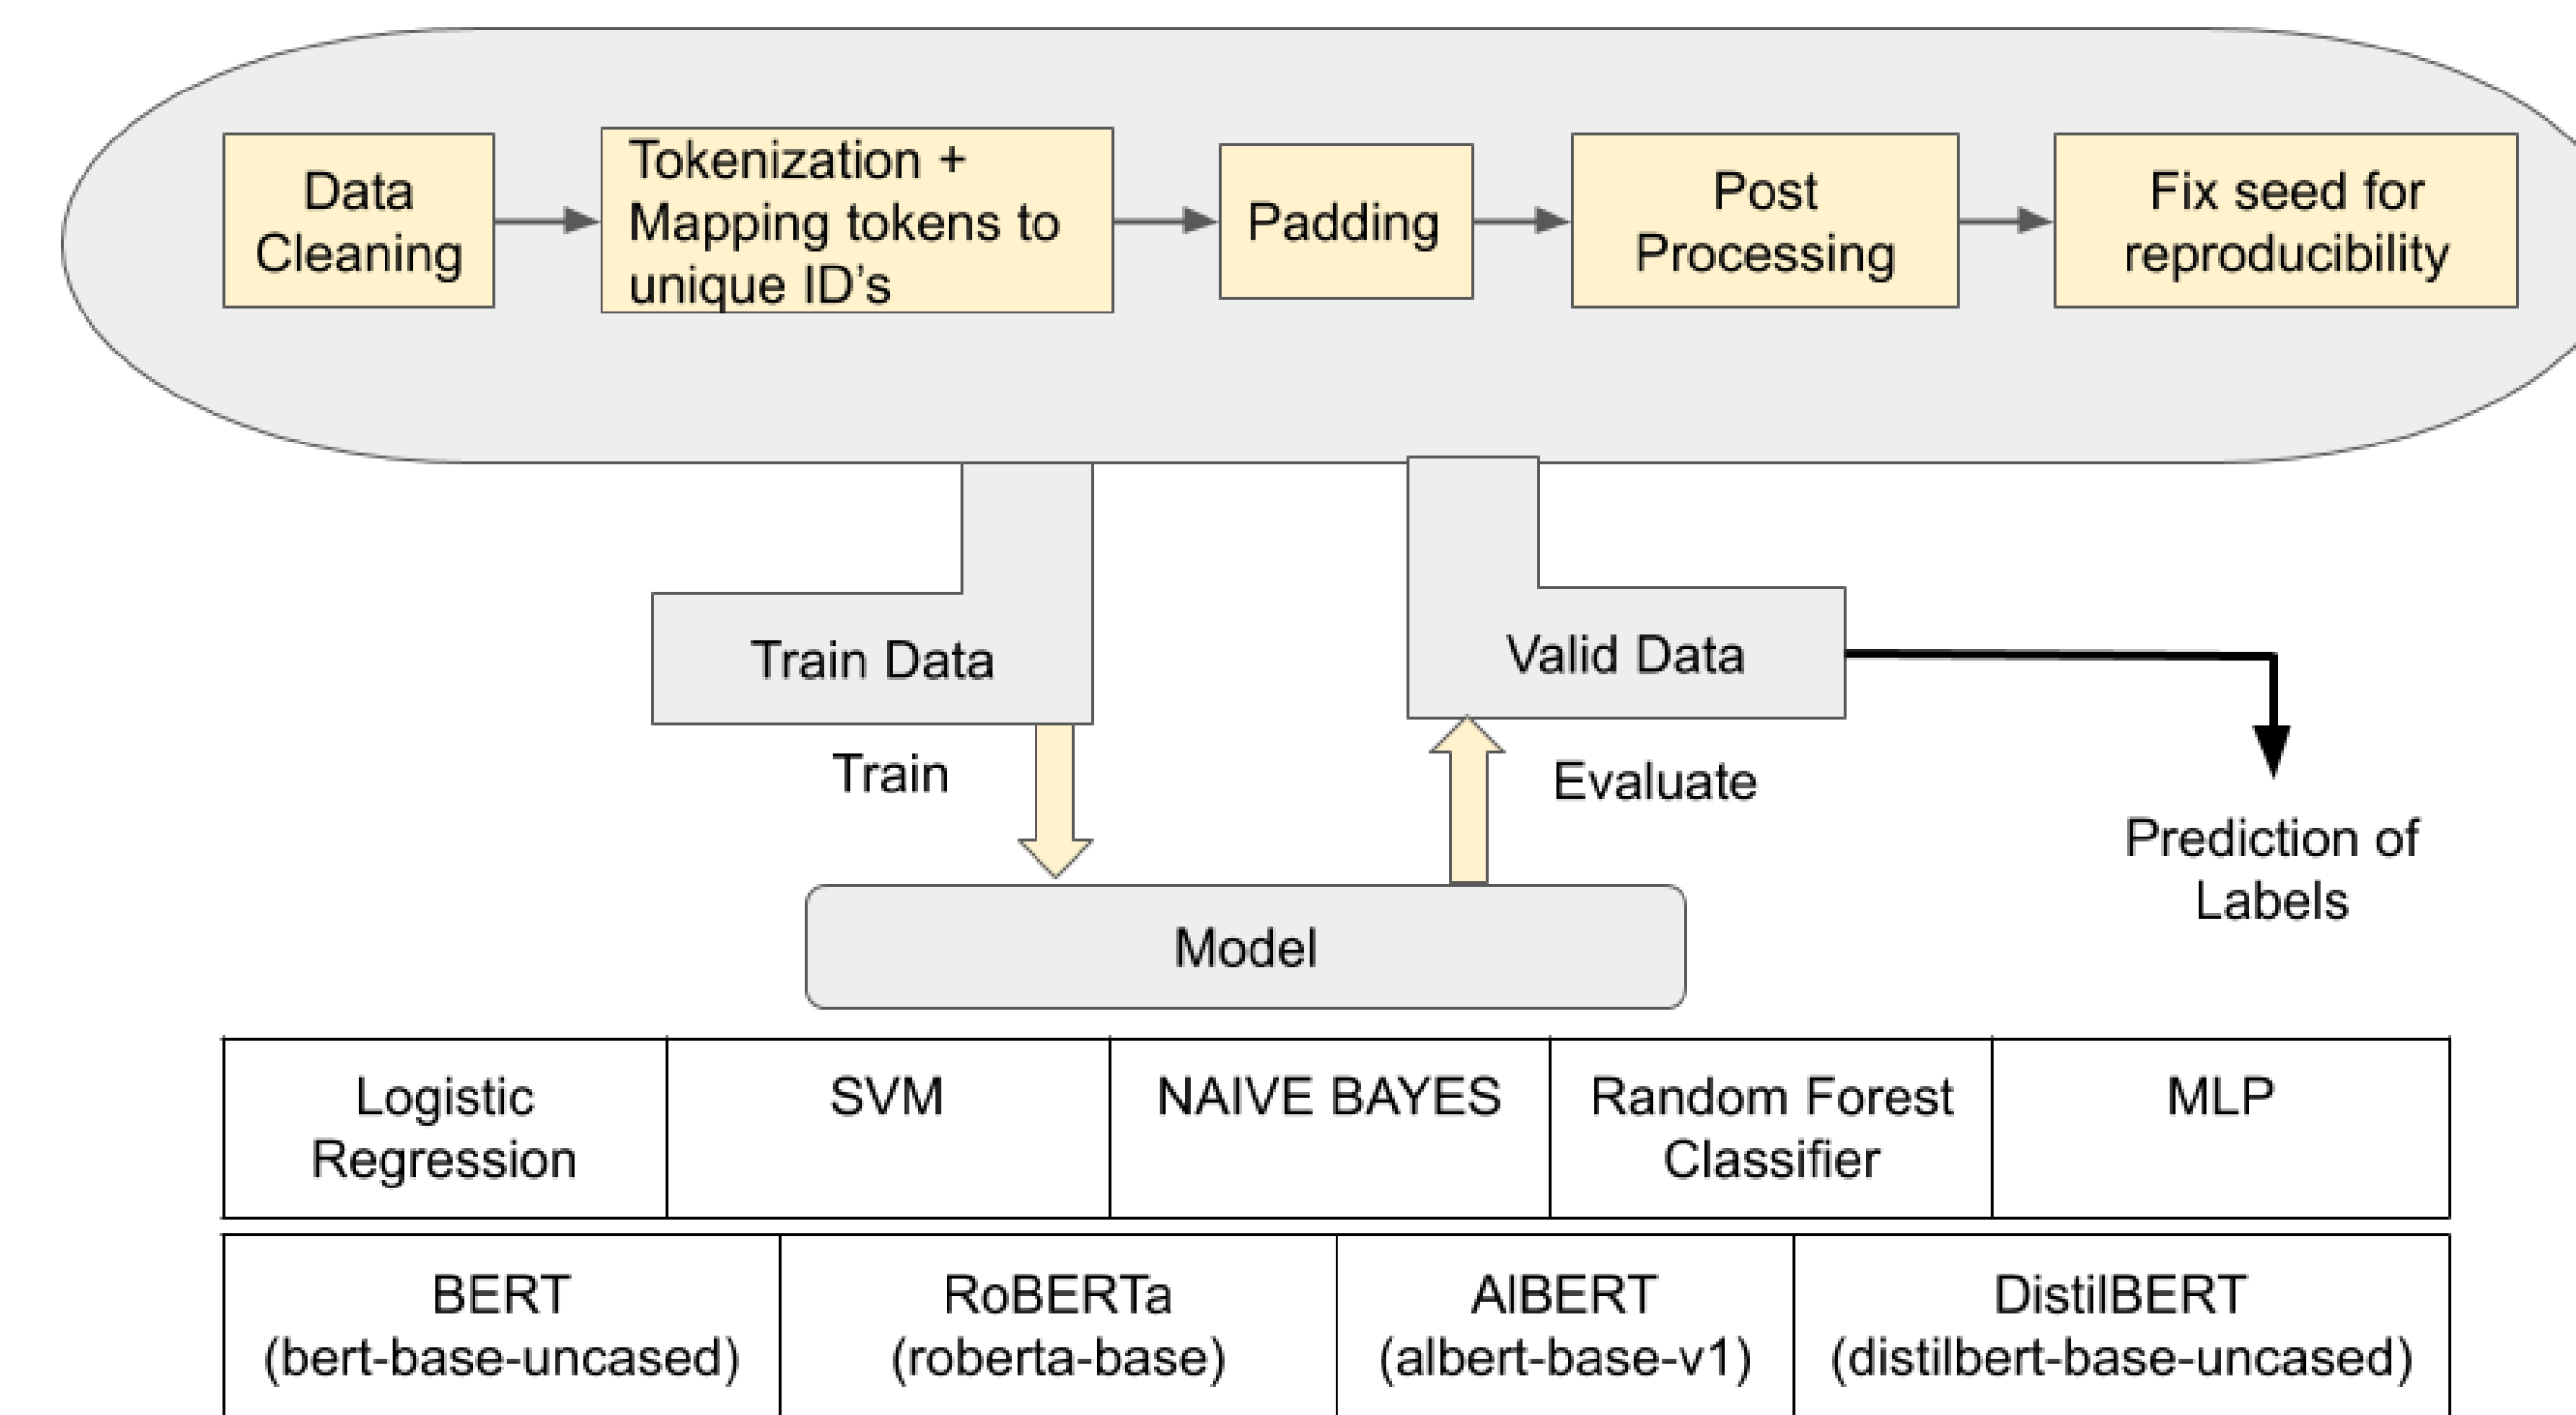 Data
Cleaning
Tokenization +
Mapping tokens to
unique ID’s
Padding
Post
Processing
Fix seed for
reproducibility
Train Data
Valid Data
Train
Evaluate
Prediction of
Labels
Model
Logistic
Regression
SVM
NAIVE BAYES
Random Forest
Classifier
MLP
BERT
(bert-base-uncased)
RoBERTa
(roberta-base)
AlBERT
(albert-base-v1)
DistilBERT
(distilbert-base-uncased)